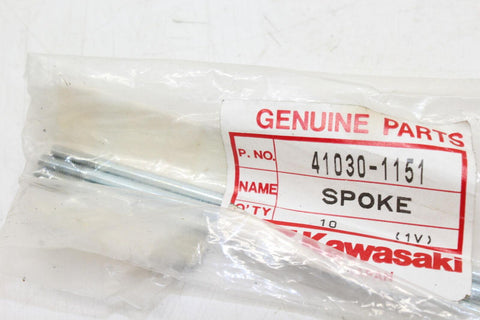 GENUINE PARTS
P. NO. 41030-1151
NAME SPOKE
Q'TY 10 (1V)
Kawasaki